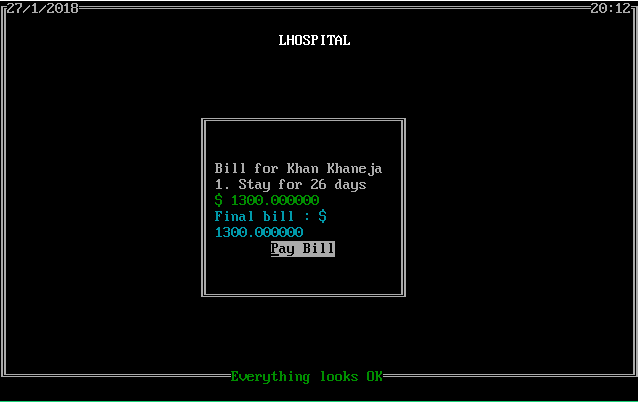 27/1/2018 20:12
LHOSPITAL
Bill for Khan Khaneja
1. Stay for 26 days
$ 1300.000000
Final bill : $
1300.000000
Pay Bill
Everything looks OK